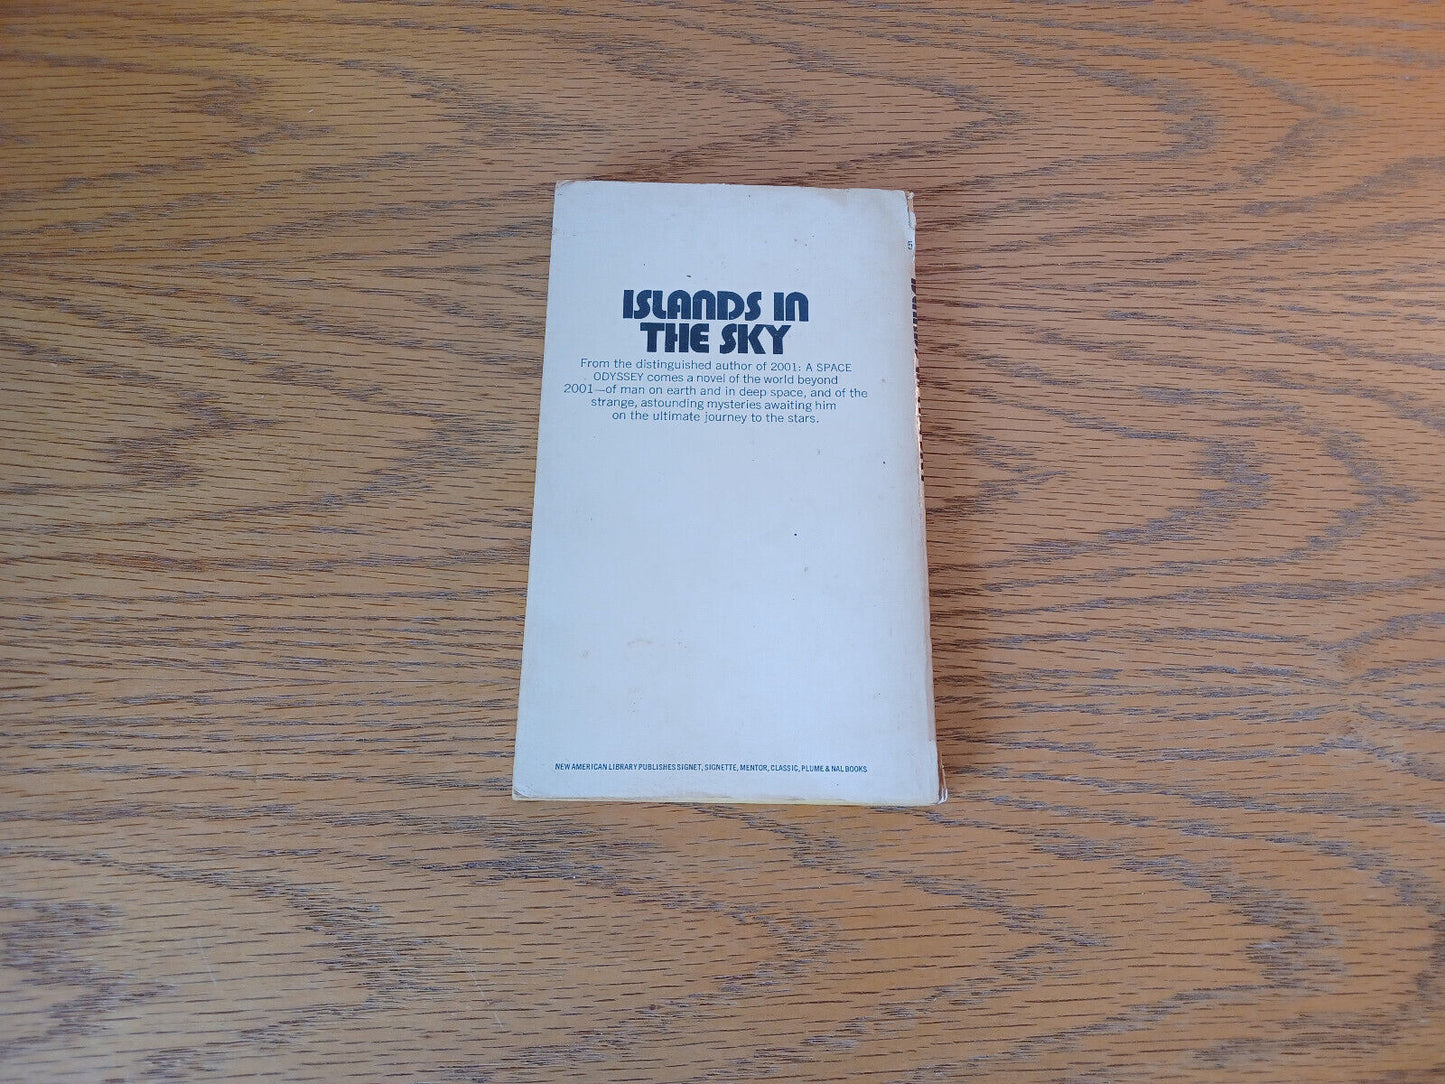 ISLANDS IN
THE SKY
From the distinguished author of 2001: A SPACE
ODYSSEY comes a novel of the world beyond
2001—of man on earth and in deep space, and of the
strange, astounding mysteries awaiting him
on the ultimate journey to the stars.
NEW AMERICAN LIBRARY PUBLISHES SIGNET, SIGNETTE, MENTOR, CLASSIC, PLUME & NAL BOOKS